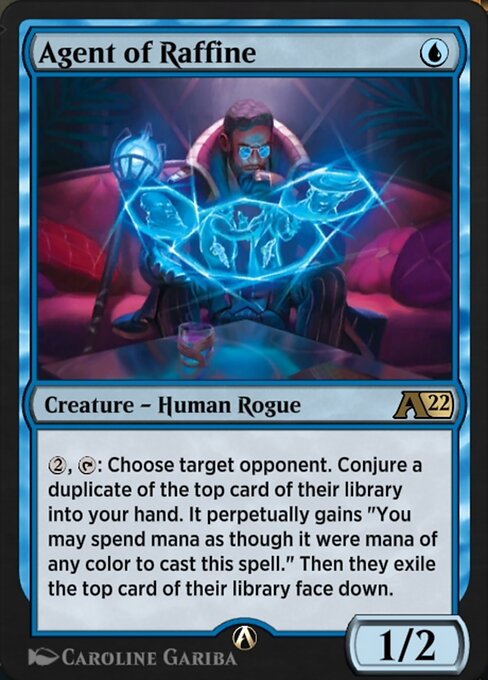 Agent of Raffine
Creature – Human Rogue
A22
2, : Choose target opponent. Conjure a
duplicate of the top card of their library
into your hand. It perpetually gains "You
may spend mana as though it were mana of
any color to cast this spell." Then they exile
the top card of their library face down.
1/2
CAROLINE GARIBA